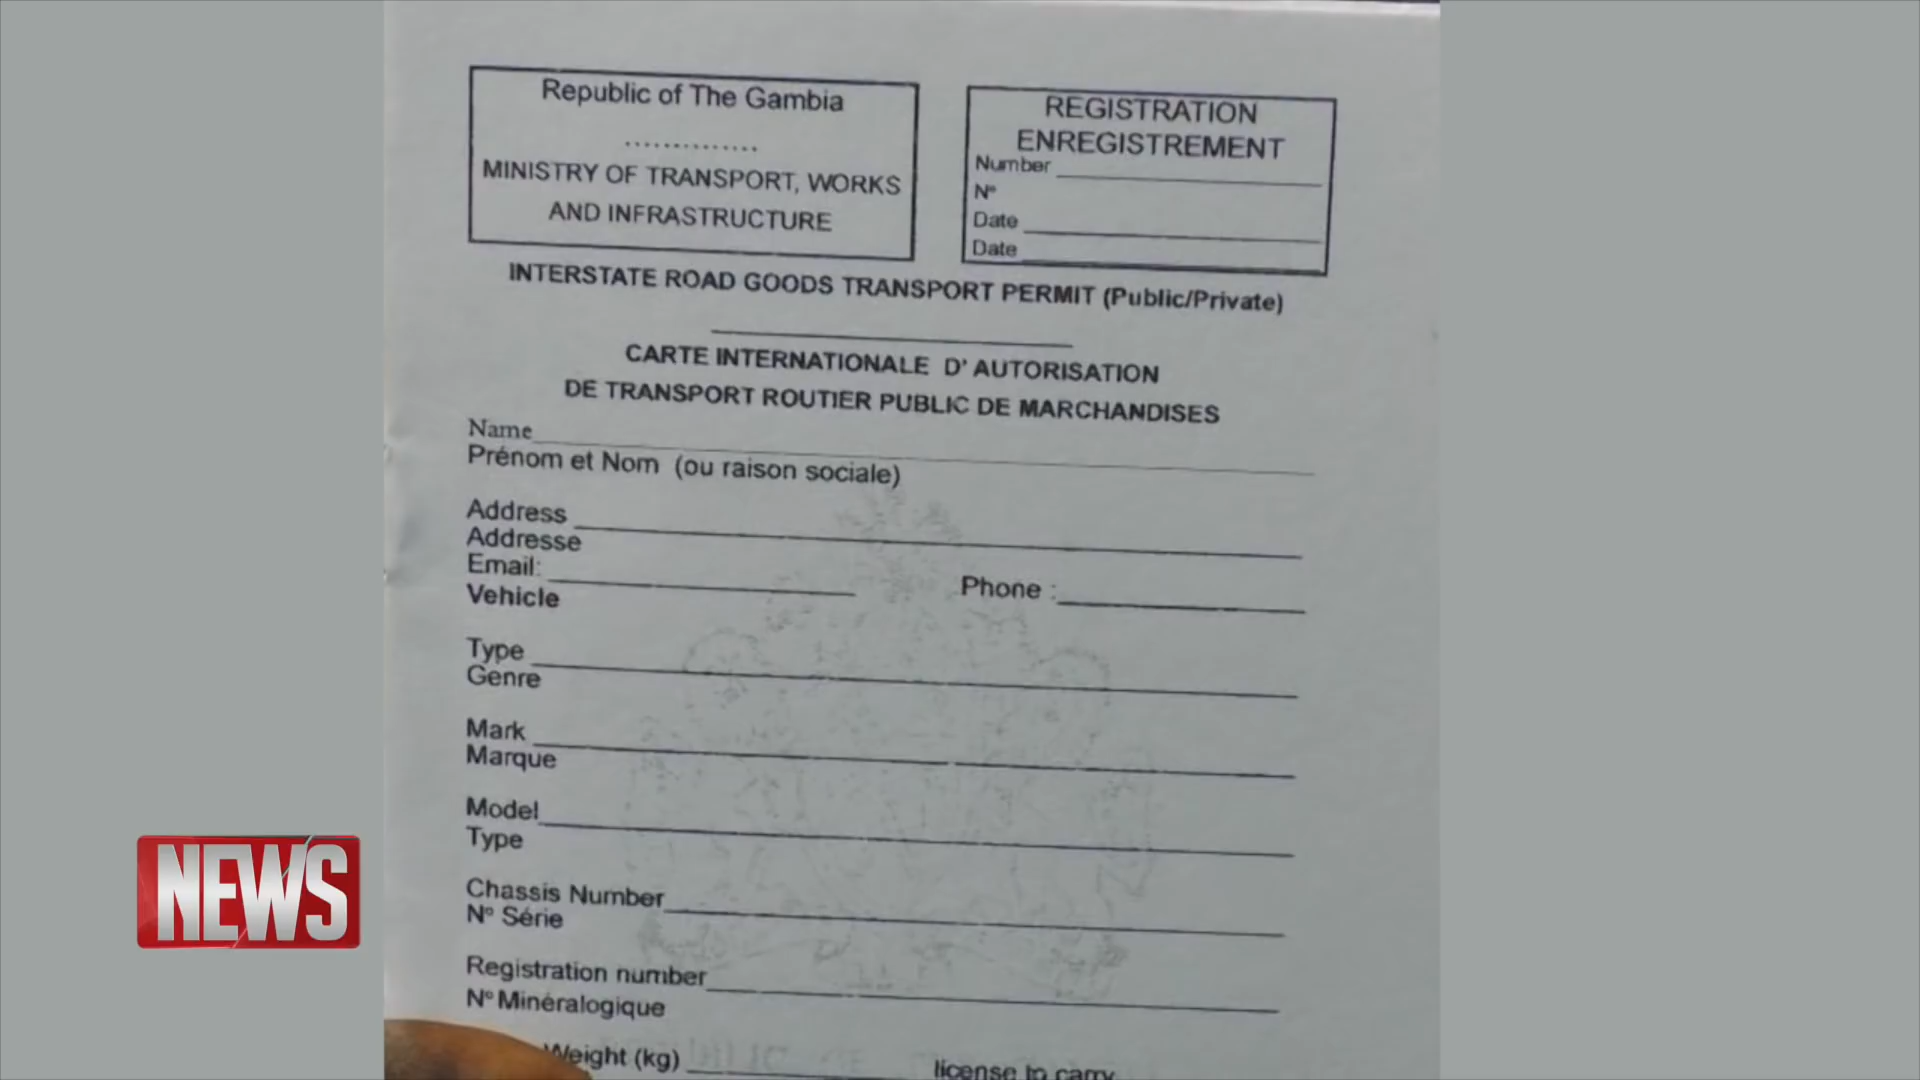 Republic of The Gambia
..............
MINISTRY OF TRANSPORT, WORKS
AND INFRASTRUCTURE
REGISTRATION
ENREGISTREMENT
Number
N°
Date
Date
INTERSTATE ROAD GOODS TRANSPORT PERMIT (Public/Private)
CARTE INTERNATIONALE D' AUTORISATION
DE TRANSPORT ROUTIER PUBLIC DE MARCHANDISES
Name
Prénom et Nom (ou raison sociale)
Address
Addresse
Email:
Phone :
Vehicle
Type
Genre
Mark
Marque
Model
Type
Chassis Number
N° Série
Registration number
N° Minéralogique
Weight (kg)
license to carry
NEWS